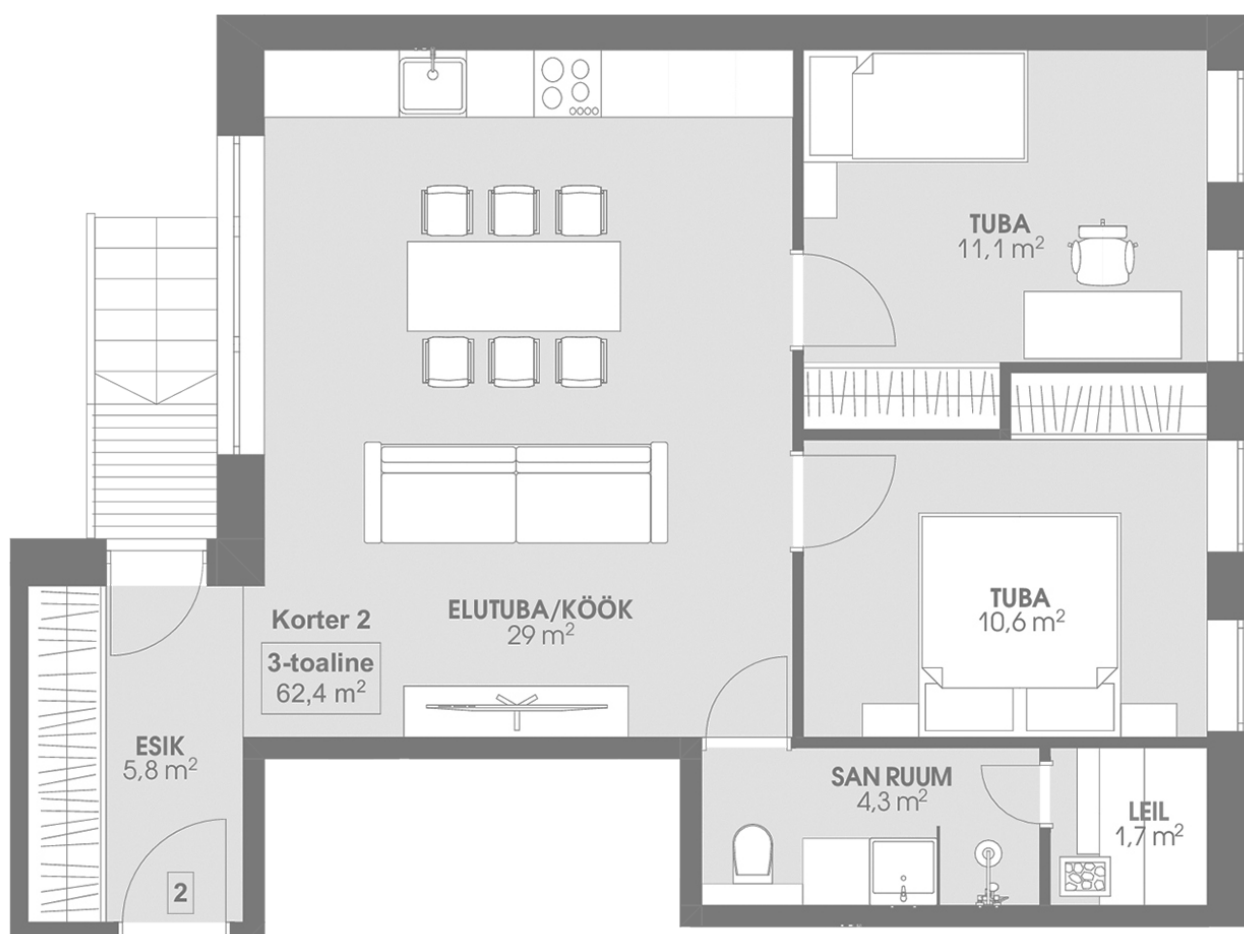 TUBA
11,1 m²
TUBA
10,6 m²
ELUTUBA/KÖÖK
29 m²
Korter 2
3-toaline
62,4 m²
ESIK
5,8 m²
2
SAN RUUM
4,3 m²
LEIL
1,7 m²